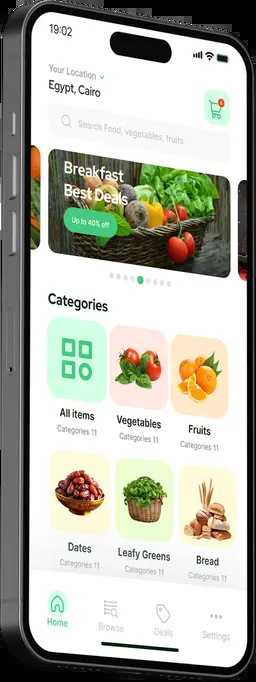 19:02
Your Location
Egypt, Cairo
Search Food, vegetables, fruits
Breakfast
Best Deals
Up to 40% off
Categories
All items
Categories 11
Vegetables
Categories 11
Fruits
Categories 11
Dates
Categories 11
Leafy Greens
Categories 11
Bread
Categories 11
Home
Browse
Deals
Settings